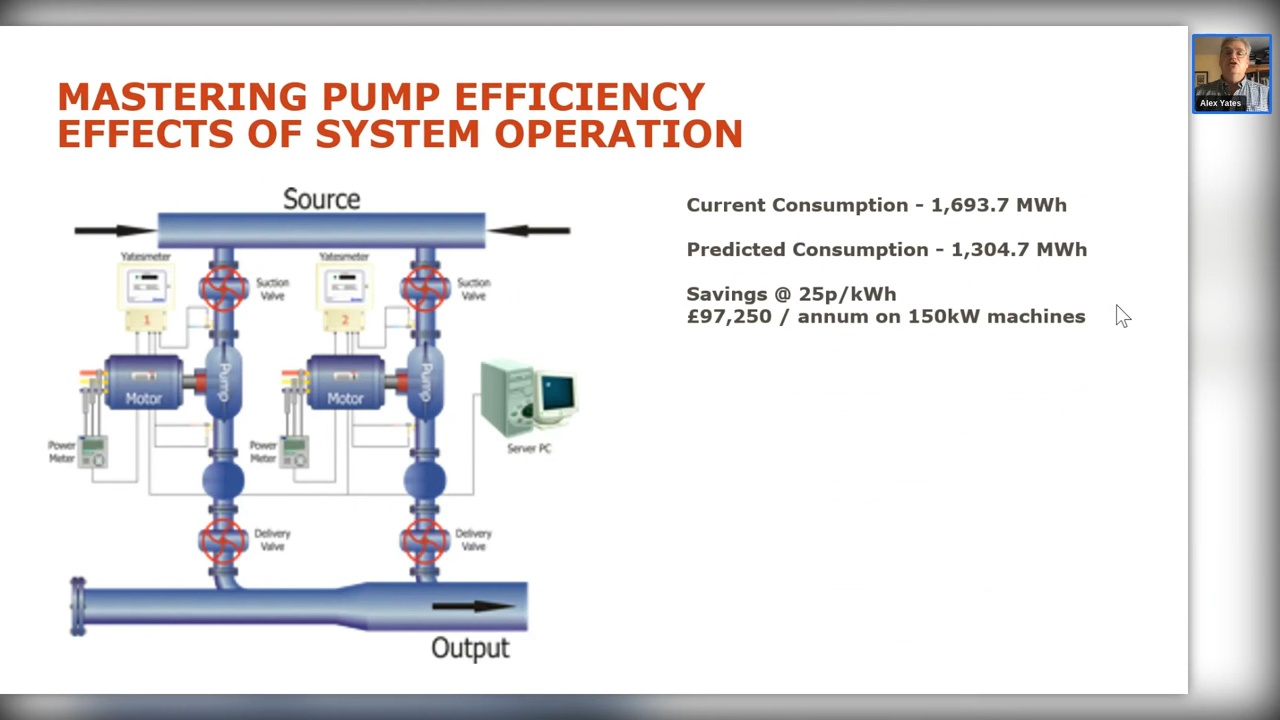 MASTERING PUMP EFFICIENCY
EFFECTS OF SYSTEM OPERATION
Alex Yates
Source
Current Consumption - 1,693.7 MWh
Predicted Consumption - 1,304.7 MWh
Savings @ 25p/kWh
£97,250 / annum on 150kW machines
Yatesmeter
Yatesmeter
Suction
Valve
Suction
Valve
1
2
Motor
Pump
Motor
Pump
Power
Meter
Power
Meter
Server PC
Delivery
Valve
Delivery
Valve
Output